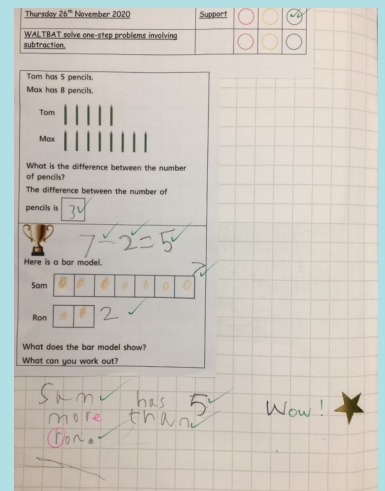 Thursday 26th November 2020 Support
WALTBAT solve one-step problems involving
subtraction.
Tom has 5 pencils.
Max has 8 pencils.
Tom
Max
What is the difference between the number
of pencils?
The difference between the number of
pencils is 3
7-2=5
Here is a bar model.
7
Sam
Ron 2
What does the bar model show?
What can you work out?
Sam has 5
more than
ron.
Wow!